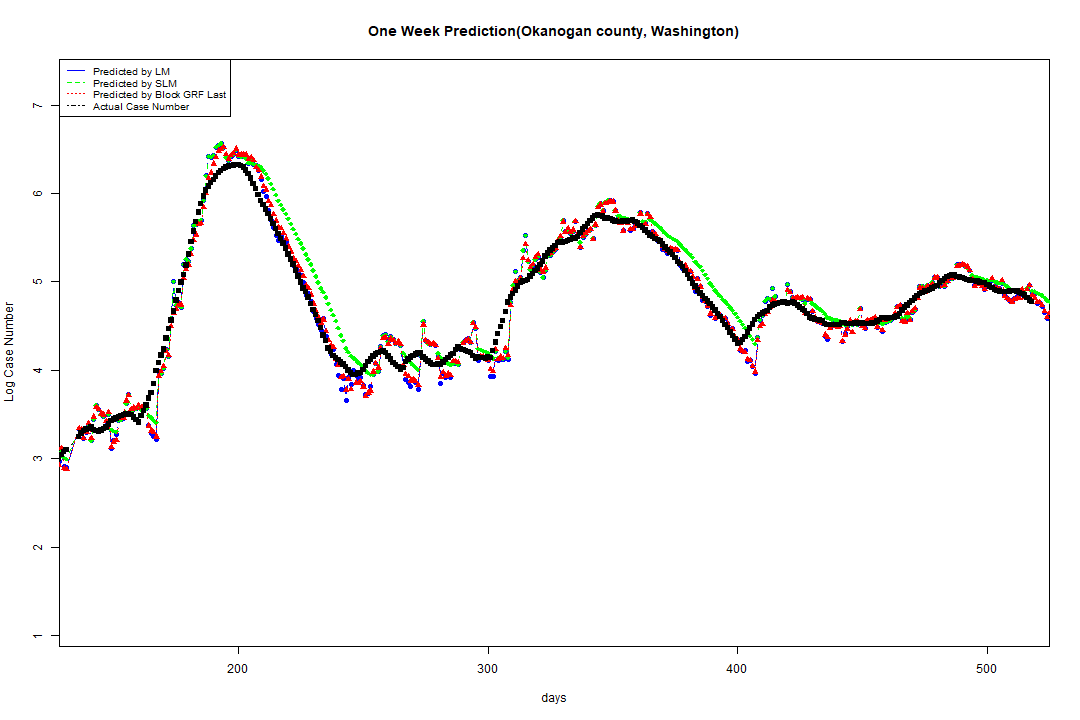 One Week Prediction(Okanogan county, Washington)
Predicted by LM
Predicted by SLM
Predicted by Block GRF Last
Actual Case Number
7
6
5
4
3
2
1
Log Case Number
200 300 400 500
days